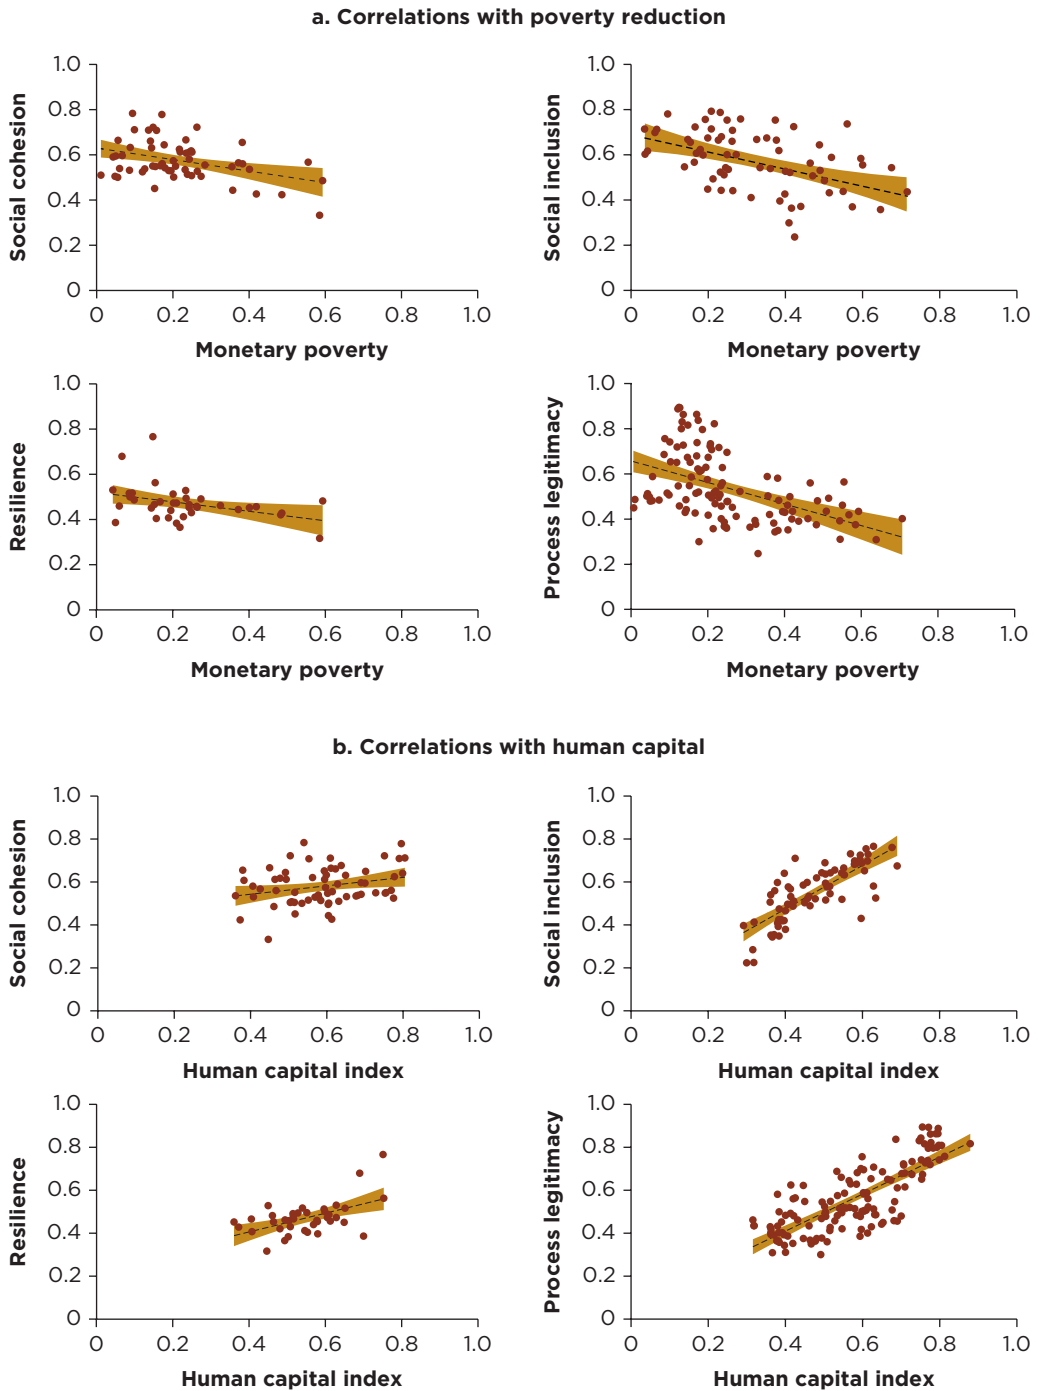 a. Correlations with poverty reduction
Social cohesion
1.0
0.8
0.6
0.4
0.2
0
0 0.2 0.4 0.6 0.8 1.0
Monetary poverty
Social inclusion
1.0
0.8
0.6
0.4
0.2
0
0 0.2 0.4 0.6 0.8 1.0
Monetary poverty
Resilience
1.0
0.8
0.6
0.4
0.2
0
0 0.2 0.4 0.6 0.8 1.0
Monetary poverty
Process legitimacy
1.0
0.8
0.6
0.4
0.2
0
0 0.2 0.4 0.6 0.8 1.0
Monetary poverty
b. Correlations with human capital
Social cohesion
1.0
0.8
0.6
0.4
0.2
0
0 0.2 0.4 0.6 0.8 1.0
Human capital index
Social inclusion
1.0
0.8
0.6
0.4
0.2
0
0 0.2 0.4 0.6 0.8 1.0
Human capital index
Resilience
1.0
0.8
0.6
0.4
0.2
0
0 0.2 0.4 0.6 0.8 1.0
Human capital index
Process legitimacy
1.0
0.8
0.6
0.4
0.2
0
0 0.2 0.4 0.6 0.8 1.0
Human capital index